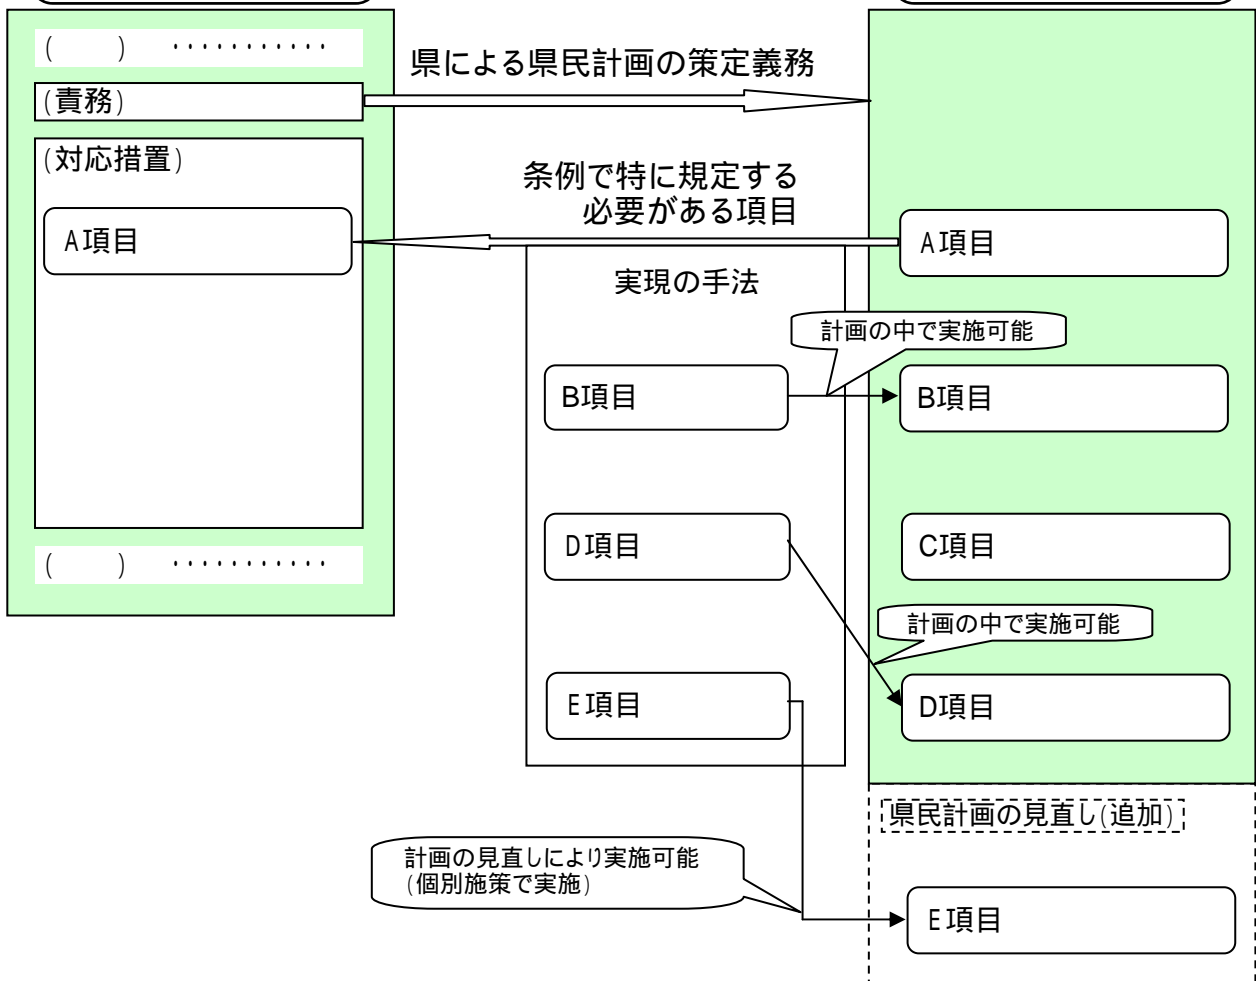 (　　)　・・・・・・・・・・・
(責務)
(対応措置)
A項目
(　　)　・・・・・・・・・・・
県による県民計画の策定義務
条例で特に規定する
必要がある項目
実現の手法
B項目
D項目
E項目
計画の中で実施可能
計画の中で実施可能
計画の見直しにより実施可能
(個別施策で実施)
A項目
B項目
C項目
D項目
県民計画の見直し(追加)
E項目